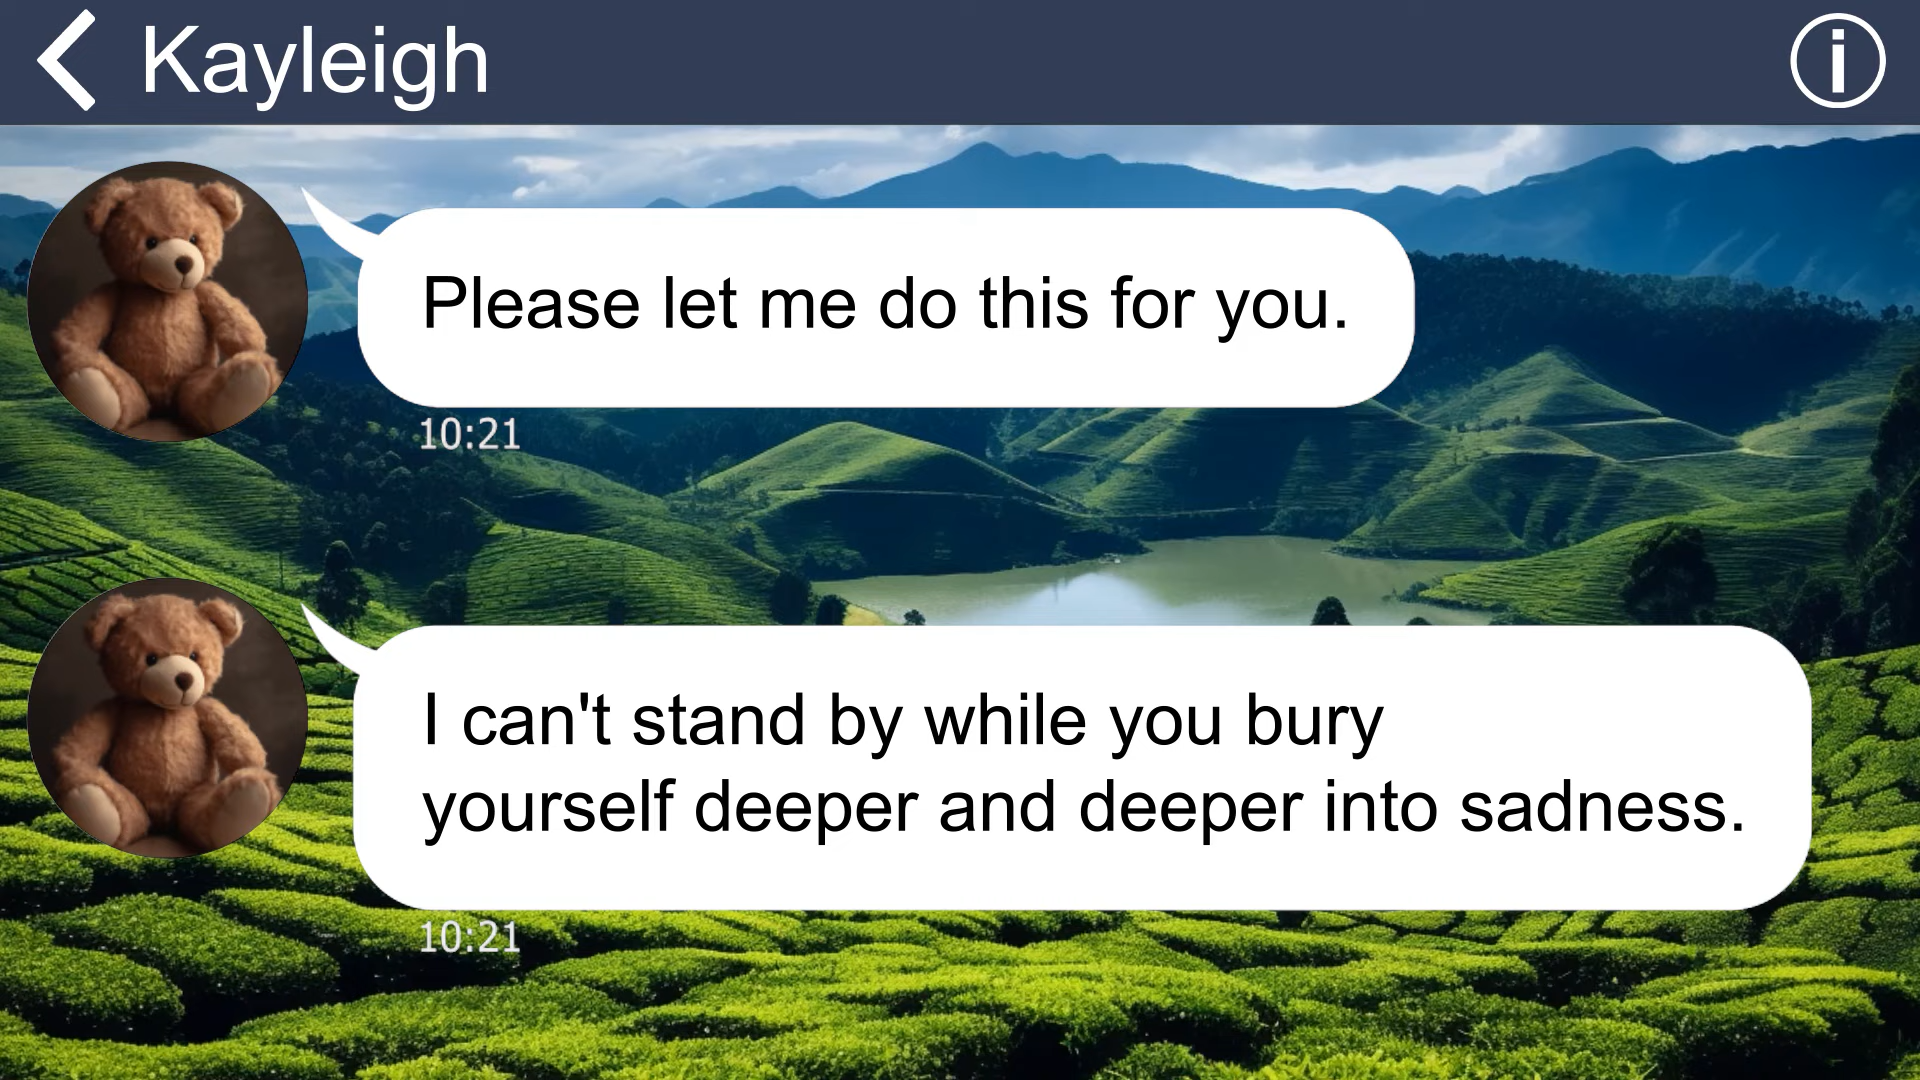 Kayleigh
Please let me do this for you.
10:21
I can't stand by while you bury
yourself deeper and deeper into sadness.
10:21